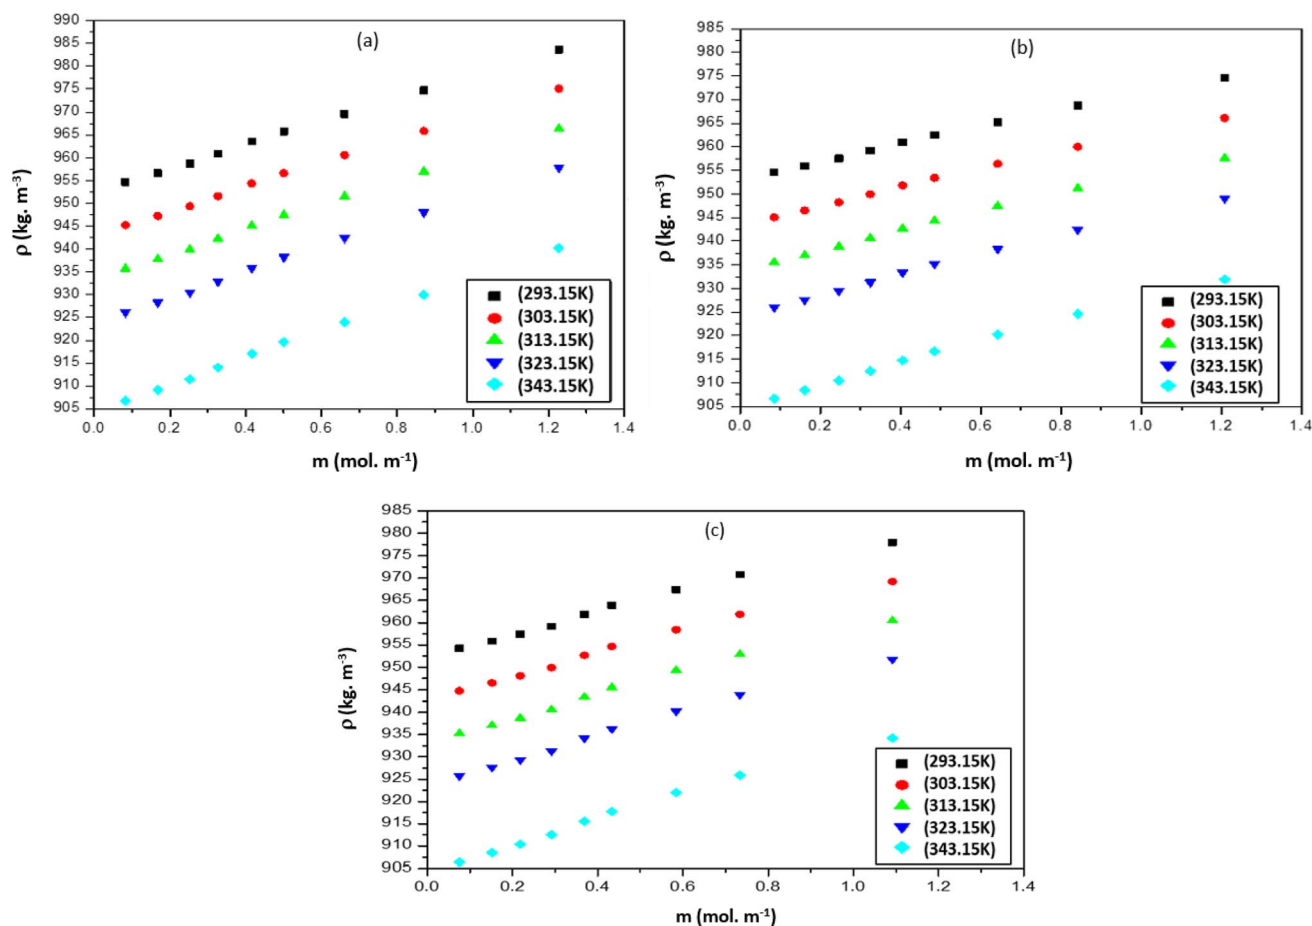 (a)
ρ (kg. m-3)
990
985
980
975
970
965
960
955
950
945
940
935
930
925
920
915
910
905
0.0 0.2 0.4 0.6 0.8 1.0 1.2 1.4
m (mol. m-1)
(293.15K)
(303.15K)
(313.15K)
(323.15K)
(343.15K)
(b)
ρ (kg. m-3)
985
980
975
970
965
960
955
950
945
940
935
930
925
920
915
910
905
0.0 0.2 0.4 0.6 0.8 1.0 1.2 1.4
m (mol. m-1)
(293.15K)
(303.15K)
(313.15K)
(323.15K)
(343.15K)
(c)
ρ (kg. m-3)
985
980
975
970
965
960
955
950
945
940
935
930
925
920
915
910
905
0.0 0.2 0.4 0.6 0.8 1.0 1.2 1.4
m (mol. m-1)
(293.15K)
(303.15K)
(313.15K)
(323.15K)
(343.15K)